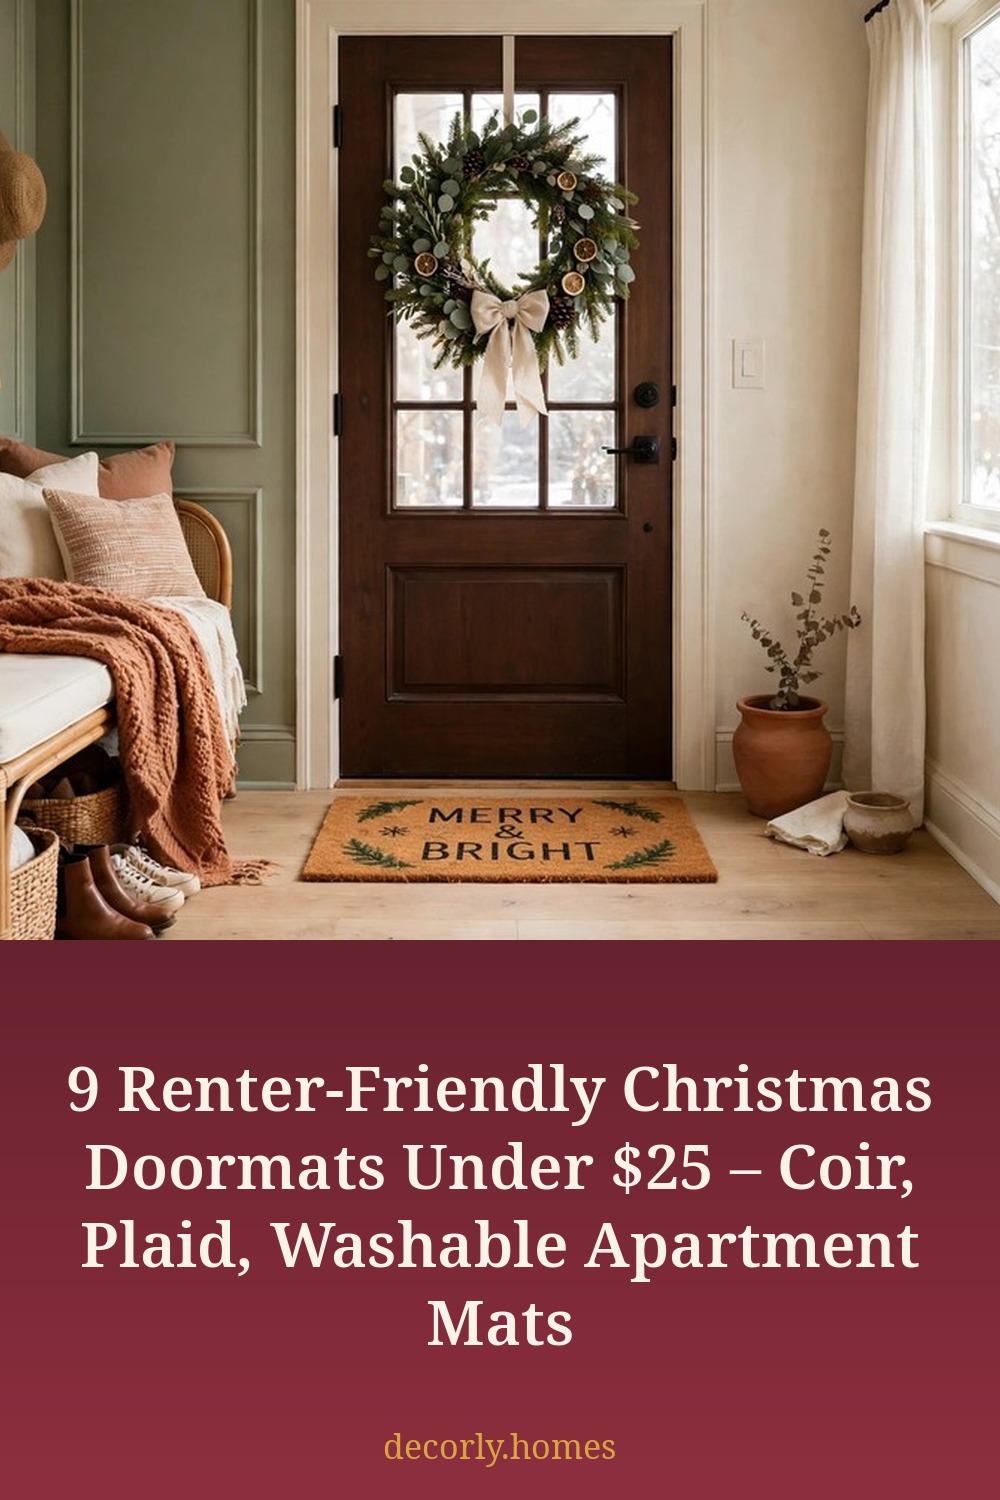 MERRY
&
BRIGHT
9 Renter-Friendly Christmas
Doormats Under $25 – Coir,
Plaid, Washable Apartment
Mats
decorly.homes